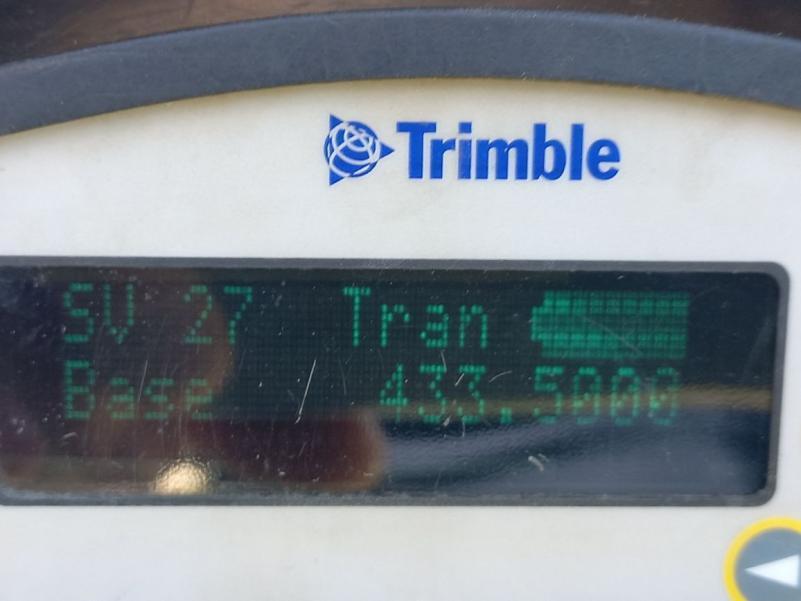 Trimble
SV 27 Tran
Base 433.5000